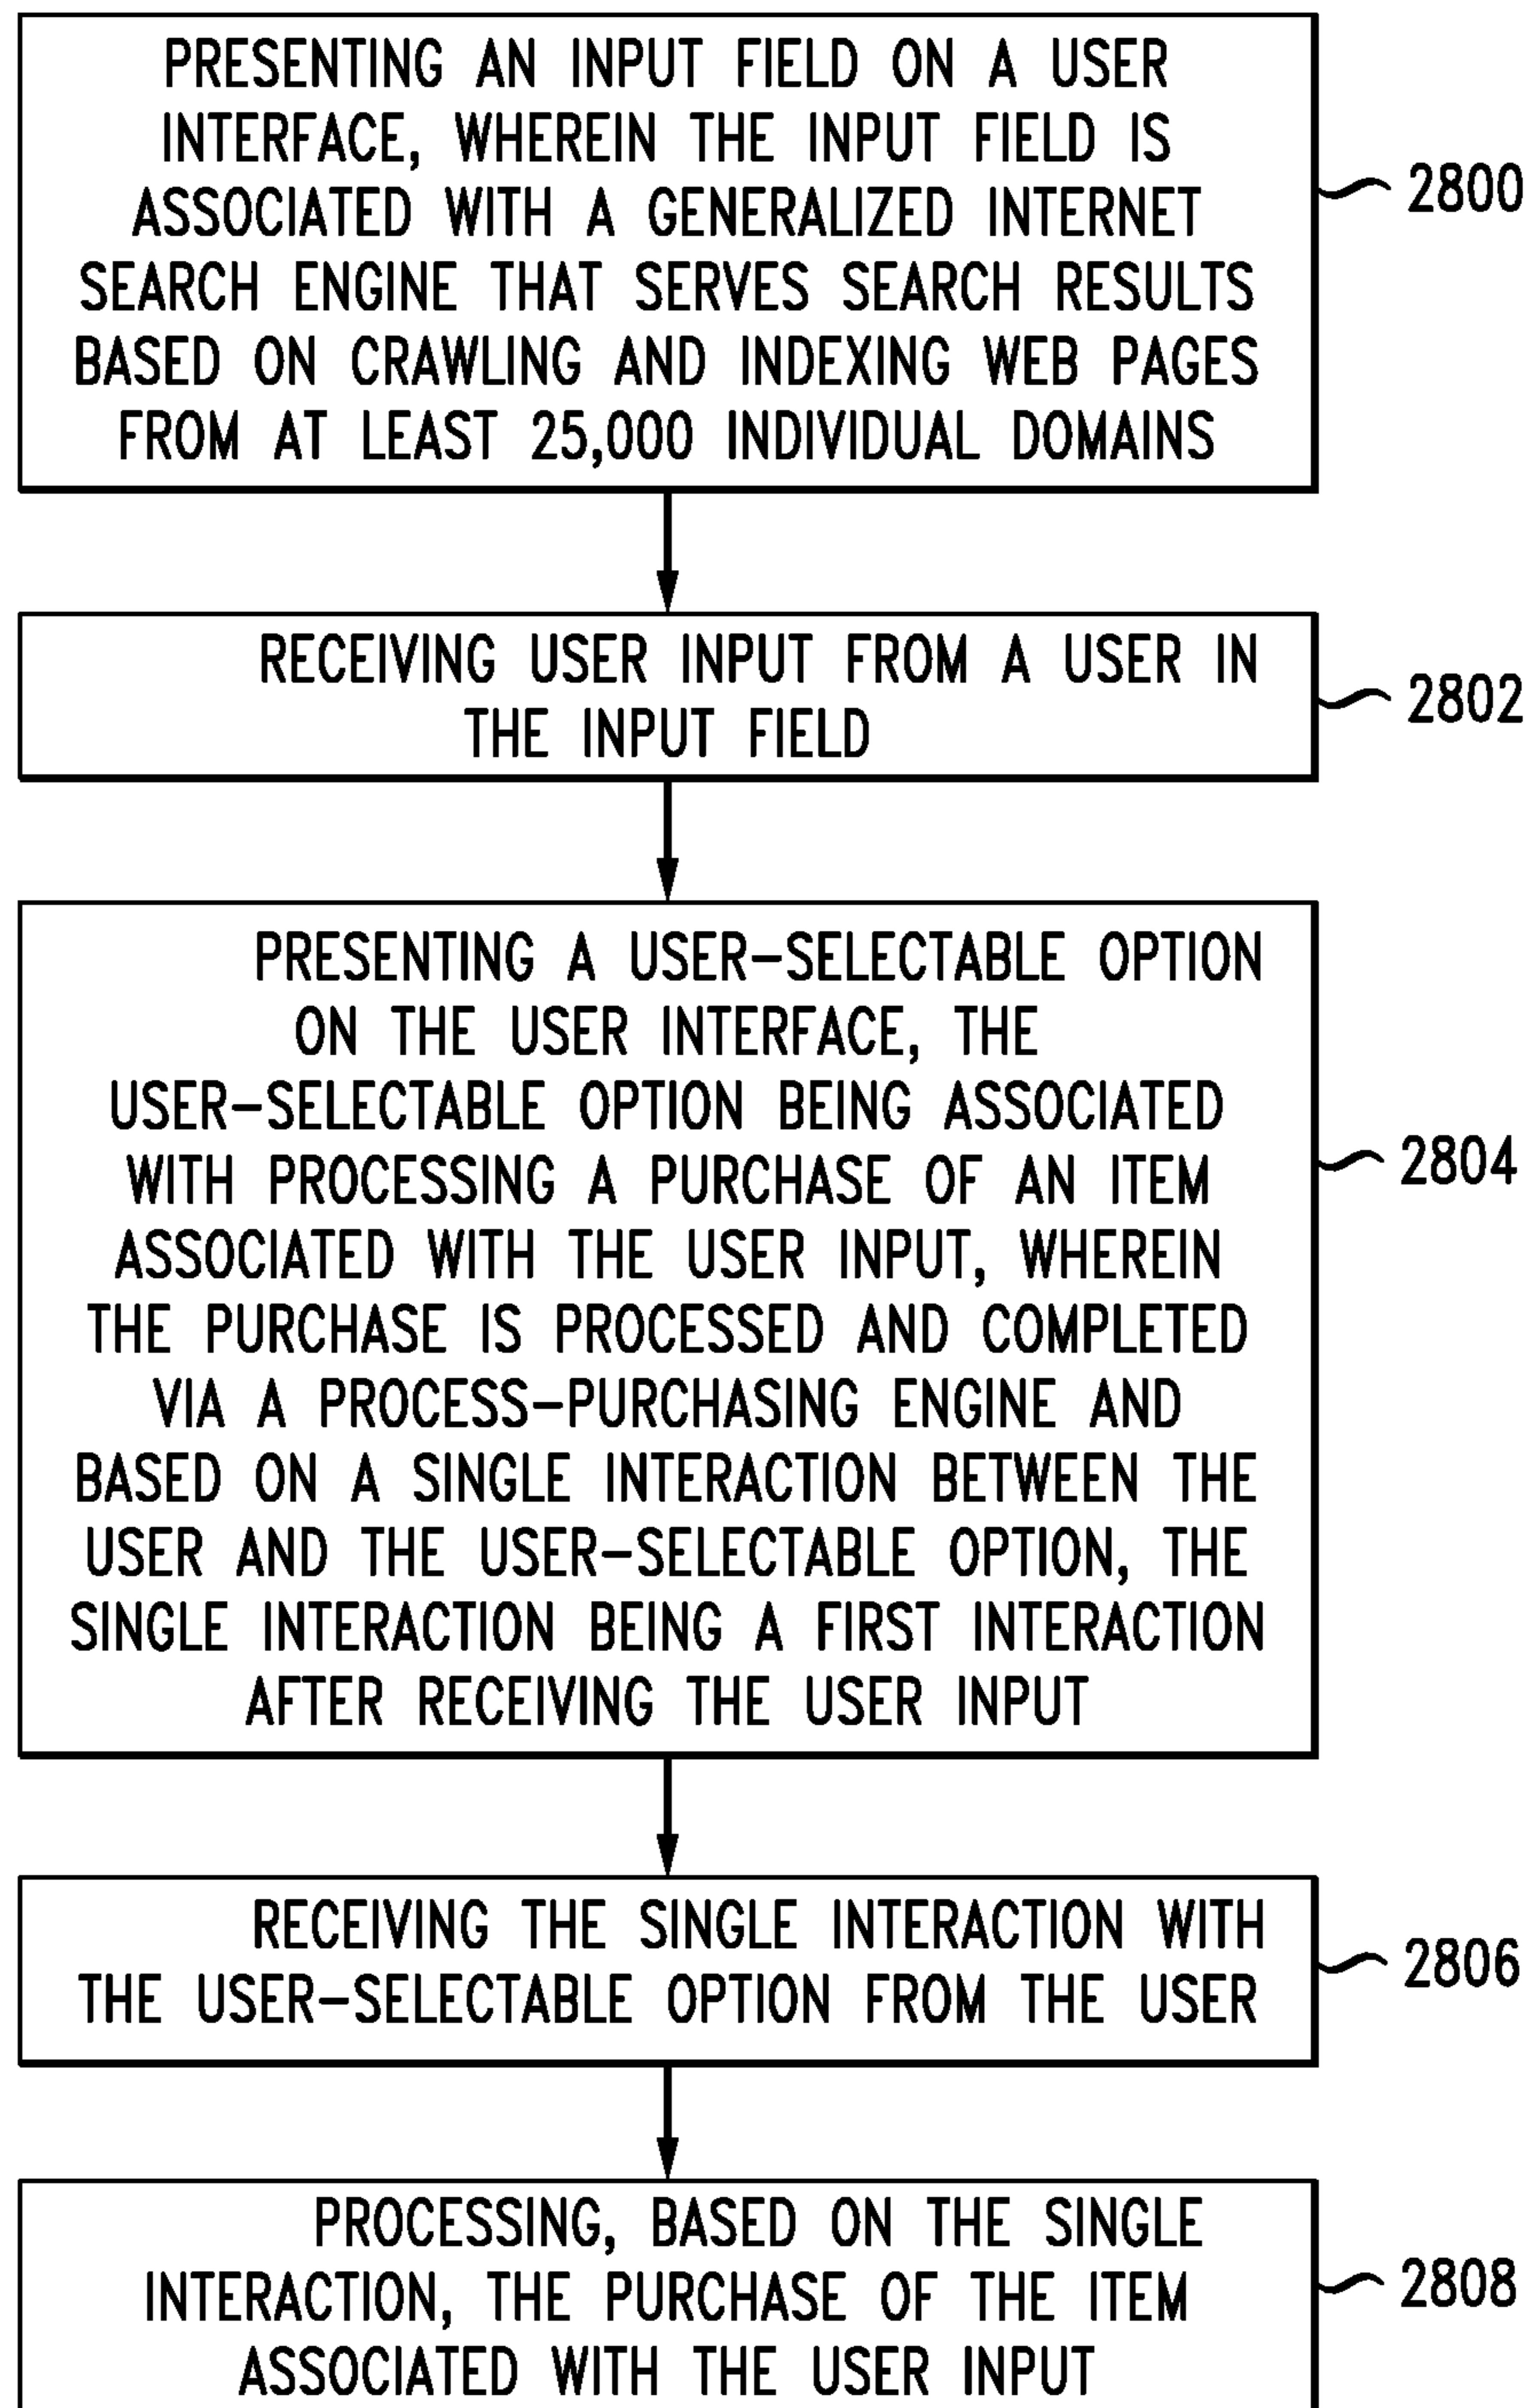 PRESENTING AN INPUT FIELD ON A USER
INTERFACE, WHEREIN THE INPUT FIELD IS
ASSOCIATED WITH A GENERALIZED INTERNET
SEARCH ENGINE THAT SERVES SEARCH RESULTS
BASED ON CRAWLING AND INDEXING WEB PAGES
FROM AT LEAST 25,000 INDIVIDUAL DOMAINS
2800
RECEIVING USER INPUT FROM A USER IN
THE INPUT FIELD
2802
PRESENTING A USER-SELECTABLE OPTION
ON THE USER INTERFACE, THE
USER-SELECTABLE OPTION BEING ASSOCIATED
WITH PROCESSING A PURCHASE OF AN ITEM
ASSOCIATED WITH THE USER INPUT, WHEREIN
THE PURCHASE IS PROCESSED AND COMPLETED
VIA A PROCESS-PURCHASING ENGINE AND
BASED ON A SINGLE INTERACTION BETWEEN THE
USER AND THE USER-SELECTABLE OPTION, THE
SINGLE INTERACTION BEING A FIRST INTERACTION
AFTER RECEIVING THE USER INPUT
2804
RECEIVING THE SINGLE INTERACTION WITH
THE USER-SELECTABLE OPTION FROM THE USER
2806
PROCESSING, BASED ON THE SINGLE
INTERACTION, THE PURCHASE OF THE ITEM
ASSOCIATED WITH THE USER INPUT
2808